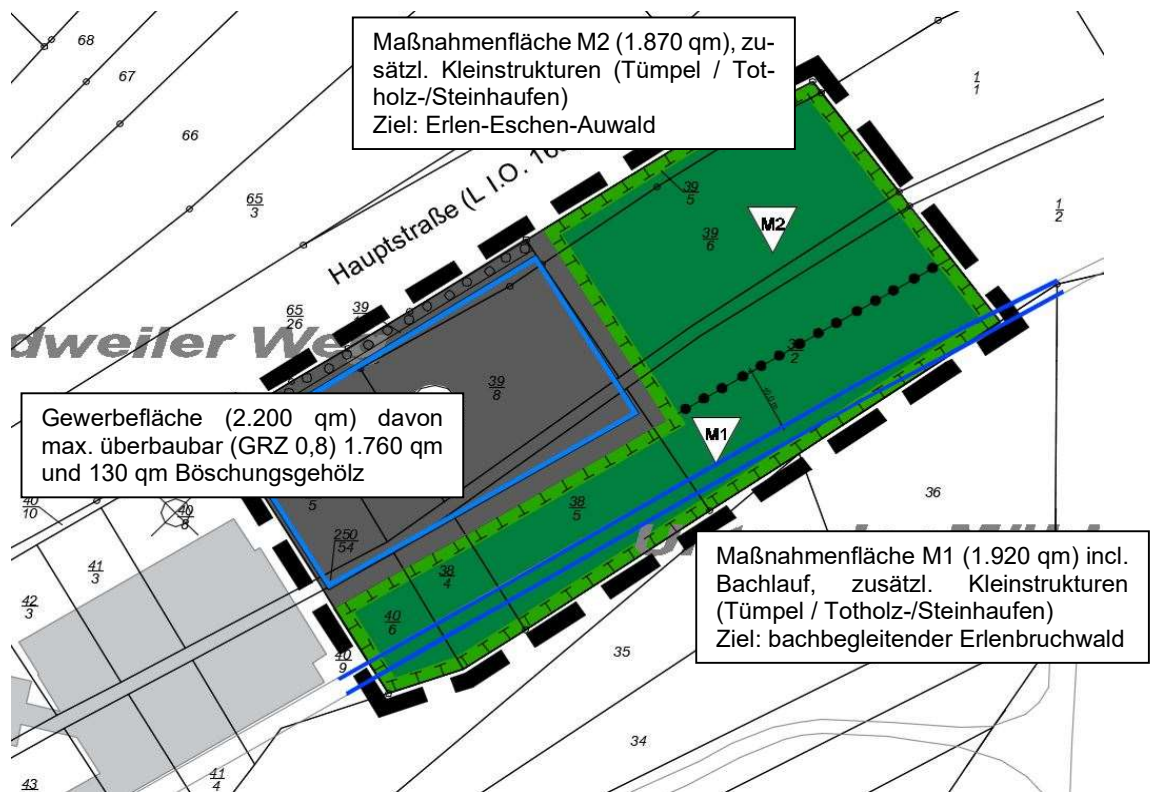 Maßnahmenfläche M2 (1.870 qm), zu-
sätzl. Kleinstrukturen (Tümpel / Tot-
holz-/Steinhaufen)
Ziel: Erlen-Eschen-Auwald
68
67
66
65
3
1
1
1
2
Hauptstraße (L I.O.
39
5
39
6
M2
65
26
39
dweiler We
39
8
2
M1
Gewerbefläche (2.200 qm) davon
max. überbaubar (GRZ 0,8) 1.760 qm
und 130 qm Böschungsgehölz
40
10
40
8
5
38
5
36
250
54
41
3
38
4
42
3
40
6
40
9
Maßnahmenfläche M1 (1.920 qm) incl.
Bachlauf, zusätzl. Kleinstrukturen
(Tümpel / Totholz-/Steinhaufen)
Ziel: bachbegleitender Erlenbruchwald
35
34
43
41
4